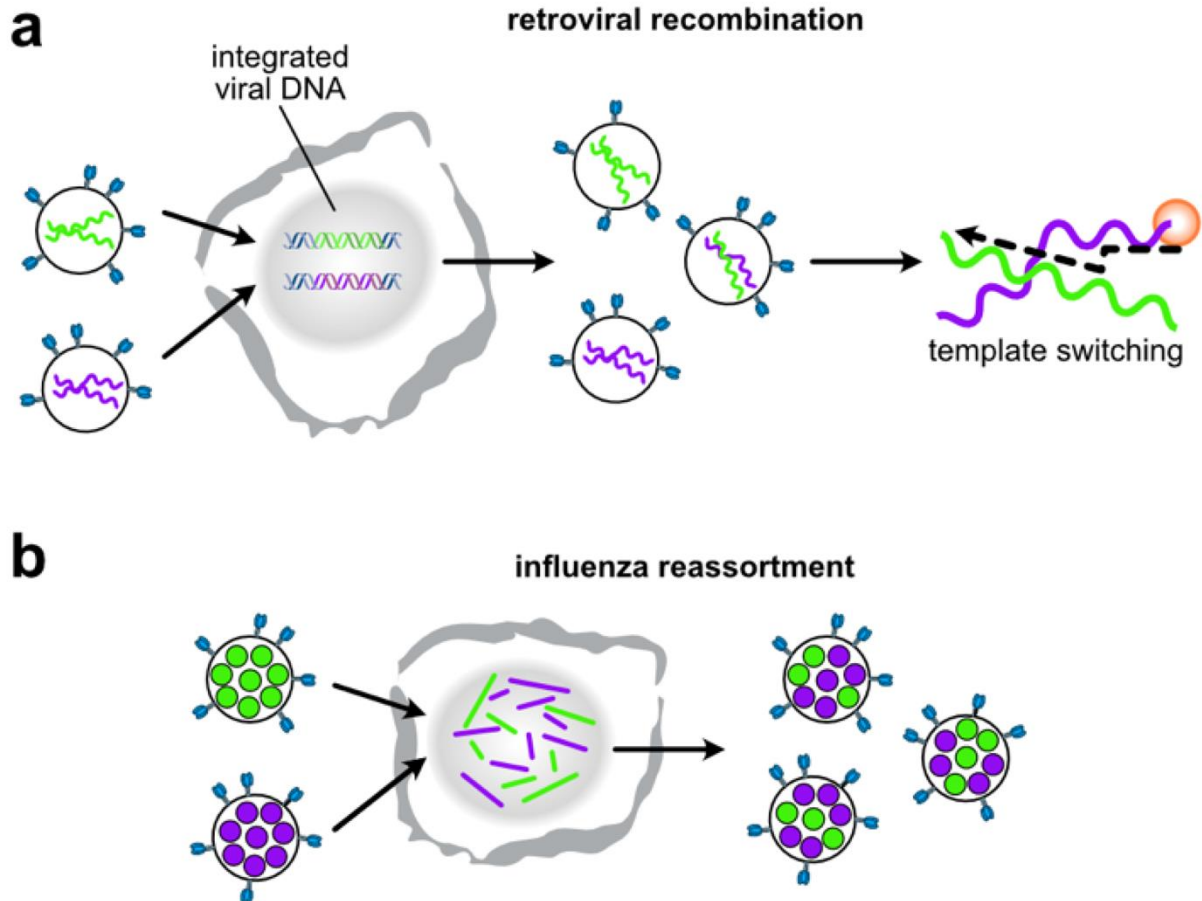 a
retroviral recombination
integrated
viral DNA
template switching
b
influenza reassortment